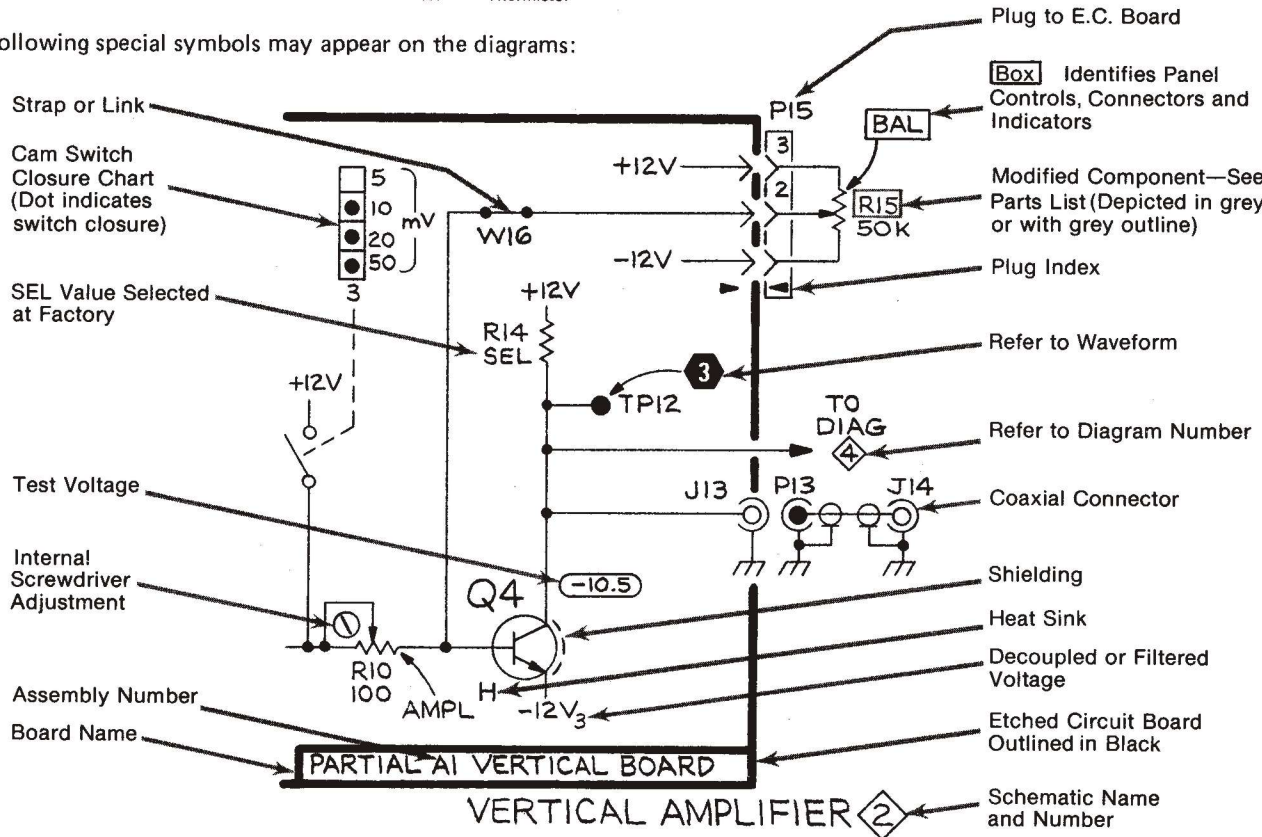 Thermistor
ollowing special symbols may appear on the diagrams:
Plug to E.C. Board
Box Identifies Panel
Controls, Connectors and
Indicators
Modified Component—See
Parts List (Depicted in grey
or with grey outline)
Plug Index
Refer to Waveform
Refer to Diagram Number
Coaxial Connector
Shielding
Heat Sink
Decoupled or Filtered
Voltage
Etched Circuit Board
Outlined in Black
Schematic Name
and Number
Strap or Link
Cam Switch
Closure Chart
(Dot indicates
switch closure)
SEL Value Selected
at Factory
Test Voltage
Internal
Screwdriver
Adjustment
Assembly Number
Board Name
5
10
20
50
mV
3
+12V
W16
+12V
R14
SEL
P15
3
2
+12V
-12V
BAL
R15
50K
3
TP12
TO
DIAG
4
J13
P13
J14
-10.5
Q4
R10
100
AMPL
H
-12V3
PARTIAL A1 VERTICAL BOARD
VERTICAL AMPLIFIER 2